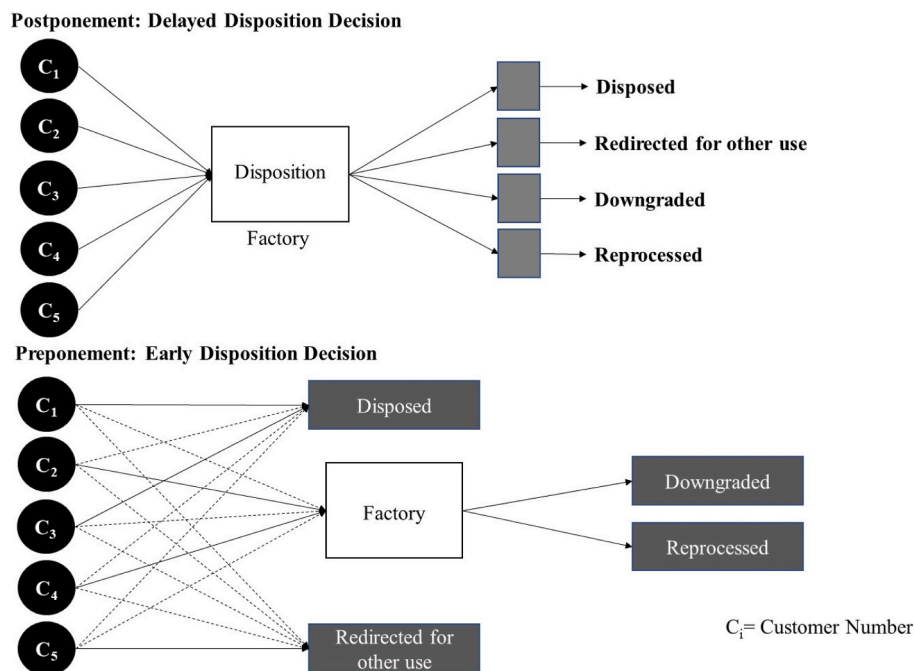 Postponement: Delayed Disposition Decision
C₁
C₂
C₃
C₄
C₅
Disposition
Factory
Disposed
Redirected for other use
Downgraded
Reprocessed
Preponement: Early Disposition Decision
C₁
C₂
C₃
C₄
C₅
Disposed
Factory
Redirected for
other use
Downgraded
Reprocessed
Cᵢ= Customer Number